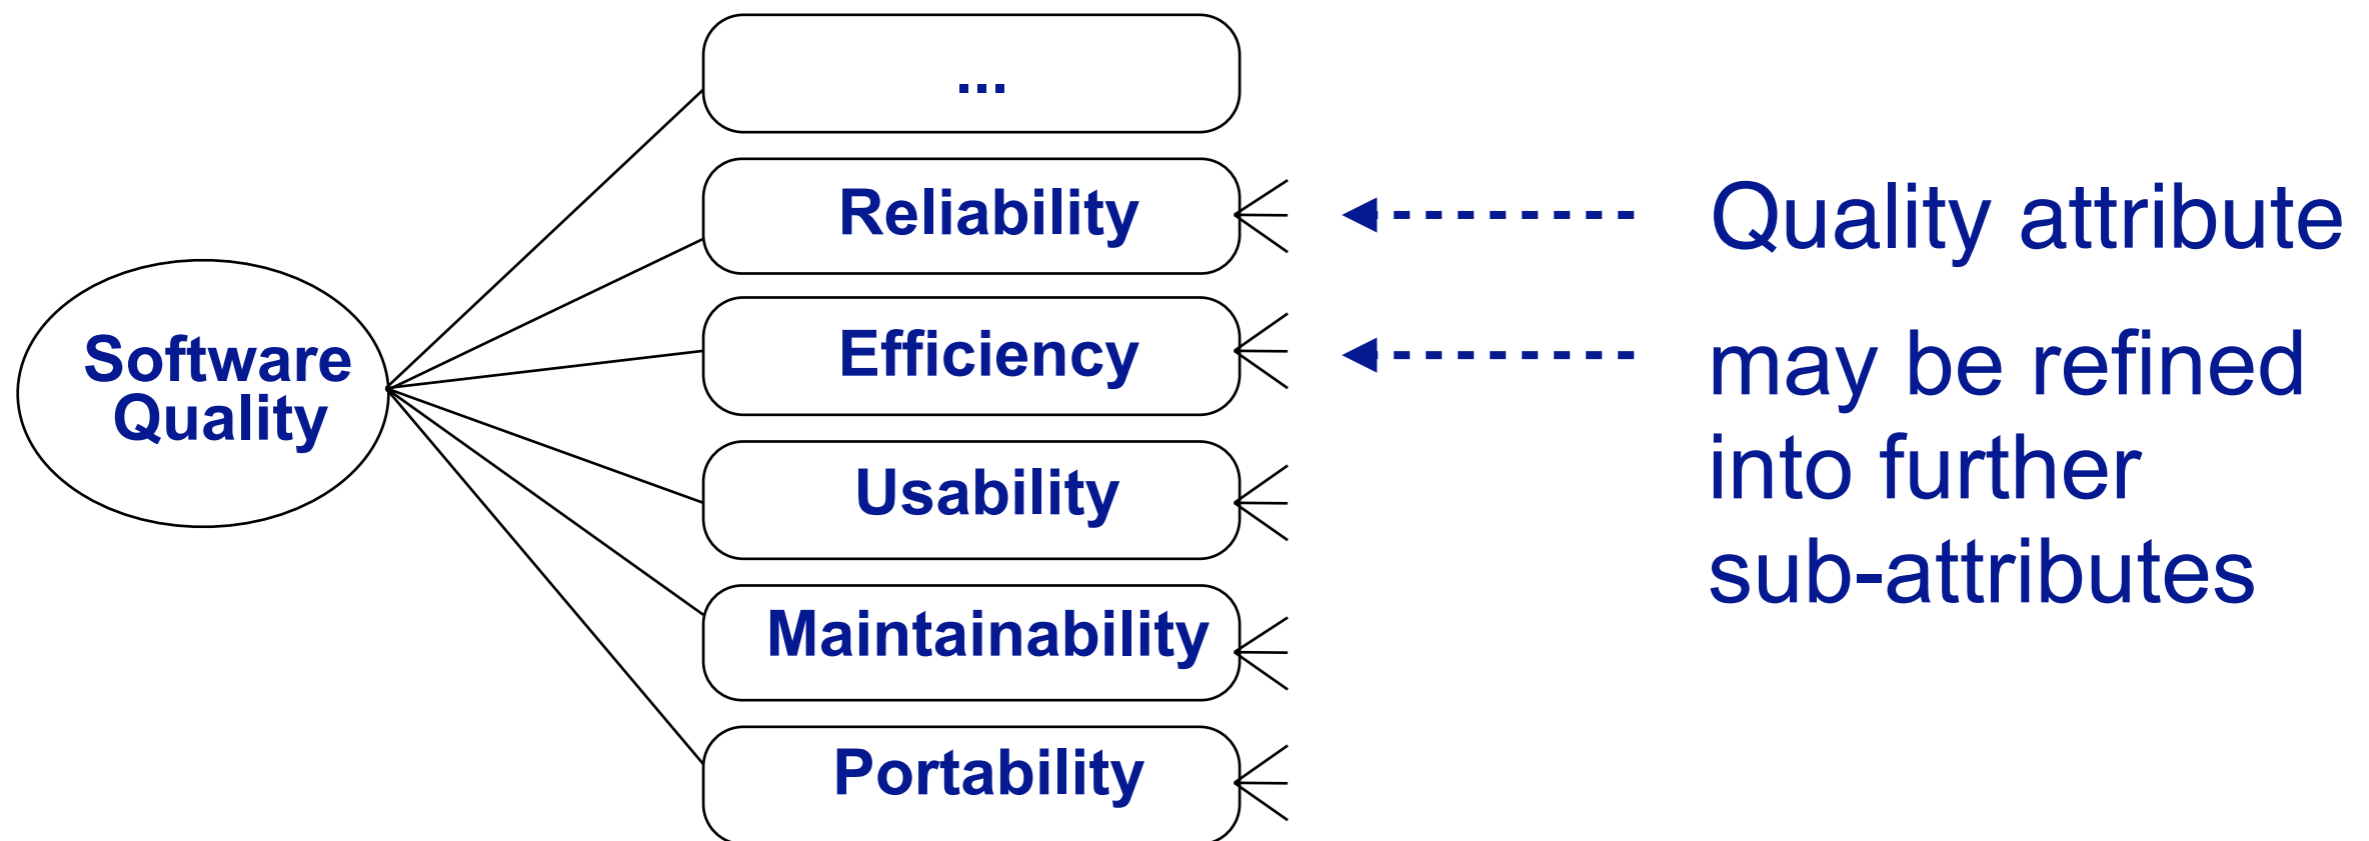 ...
Reliability
Efficiency
Usability
Maintainability
Portability
Software
Quality
Quality attribute
may be refined
into further
sub-attributes